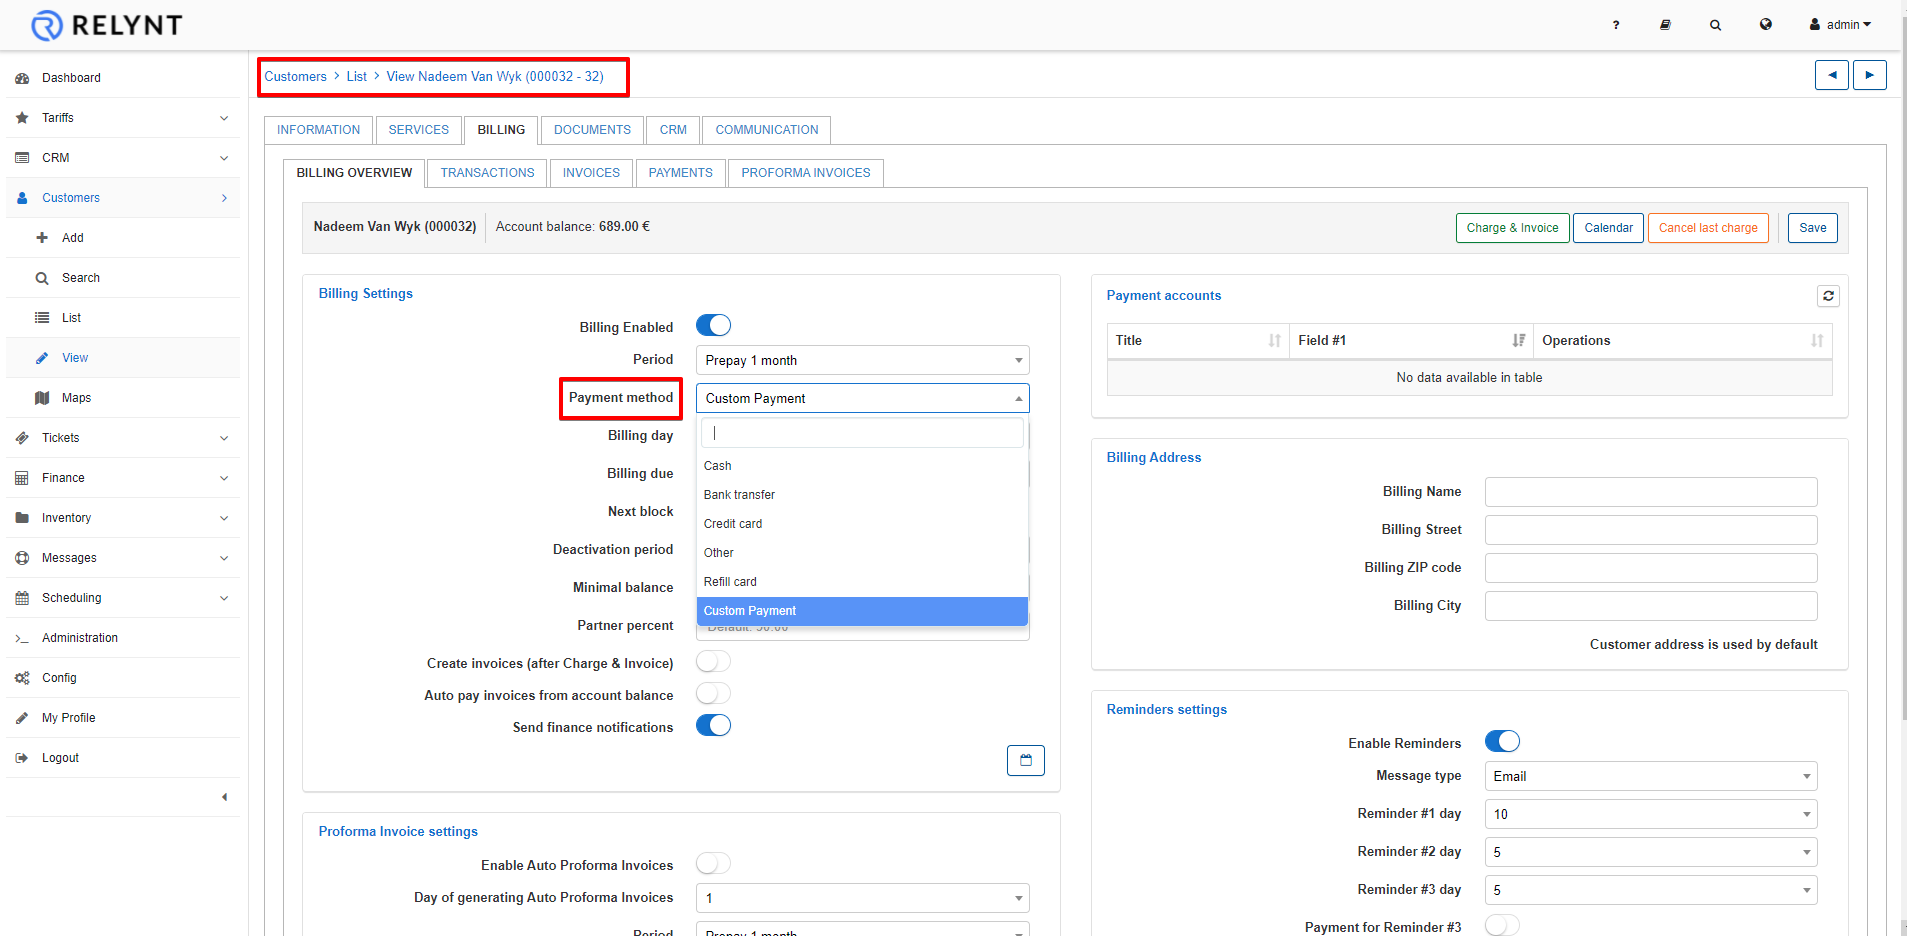 RELYNT
?
admin
Dashboard
Tariffs
CRM
Customers
Add
Search
List
View
Maps
Tickets
Finance
Inventory
Messages
Scheduling
Administration
Config
My Profile
Logout
Customers > List > View Nadeem Van Wyk (000032 - 32)
INFORMATION SERVICES BILLING DOCUMENTS CRM COMMUNICATION
BILLING OVERVIEW TRANSACTIONS INVOICES PAYMENTS PROFORMA INVOICES
Nadeem Van Wyk (000032) Account balance: 689.00 € Charge & Invoice Calendar Cancel last charge Save
Billing Settings
Billing Enabled
Period Prepay 1 month
Payment method Custom Payment
Billing day
Billing due
Next block
Deactivation period
Minimal balance
Partner percent
Cash
Bank transfer
Credit card
Other
Refill card
Custom Payment
Default: 50.00
Create invoices (after Charge & Invoice)
Auto pay invoices from account balance
Send finance notifications
Proforma Invoice settings
Enable Auto Proforma Invoices
Day of generating Auto Proforma Invoices 1
Period Prepay 1 month
Payment accounts
Title Field #1 Operations
No data available in table
Billing Address
Billing Name
Billing Street
Billing ZIP code
Billing City
Customer address is used by default
Reminders settings
Enable Reminders
Message type Email
Reminder #1 day 10
Reminder #2 day 5
Reminder #3 day 5
Payment for Reminder #3